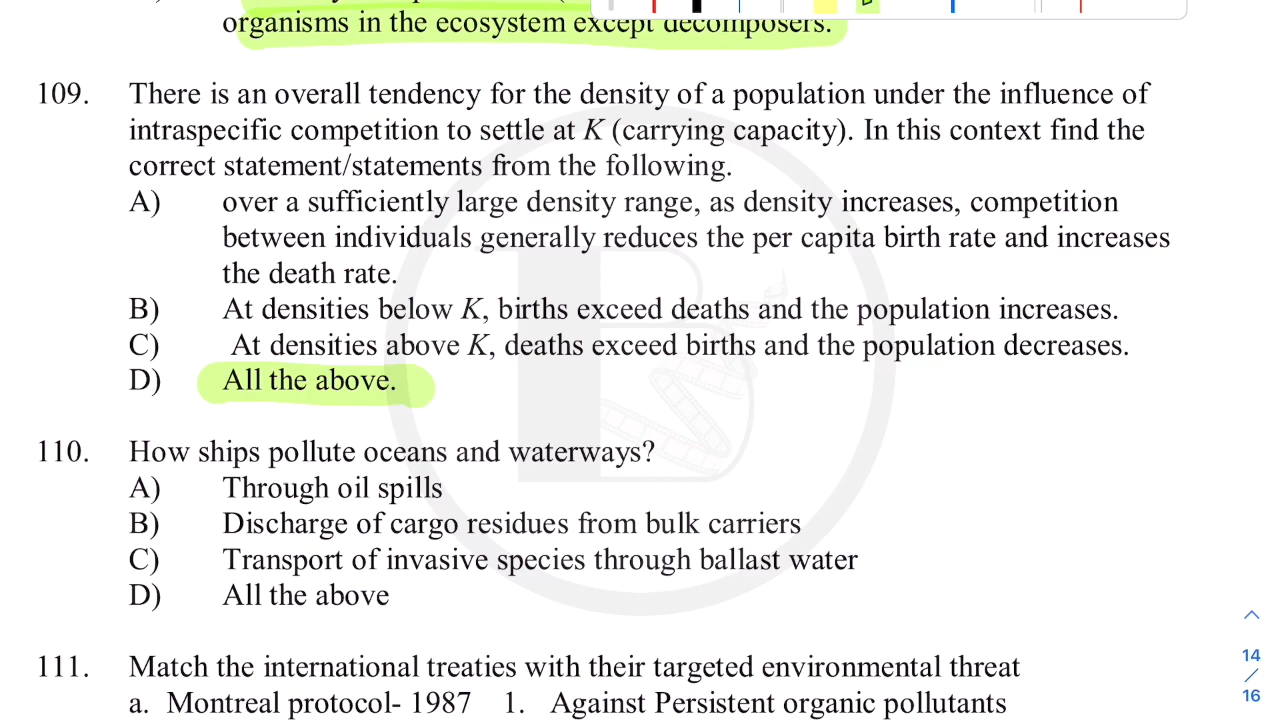 organisms in the ecosystem except decomposers.
109. There is an overall tendency for the density of a population under the influence of
intraspecific competition to settle at K (carrying capacity). In this context find the
correct statement/statements from the following.
A) over a sufficiently large density range, as density increases, competition
between individuals generally reduces the per capita birth rate and increases
the death rate.
B) At densities below K, births exceed deaths and the population increases.
C) At densities above K, deaths exceed births and the population decreases.
D) All the above.
110. How ships pollute oceans and waterways?
A) Through oil spills
B) Discharge of cargo residues from bulk carriers
C) Transport of invasive species through ballast water
D) All the above
111. Match the international treaties with their targeted environmental threat
a. Montreal protocol- 1987 1. Against Persistent organic pollutants
14
/
16